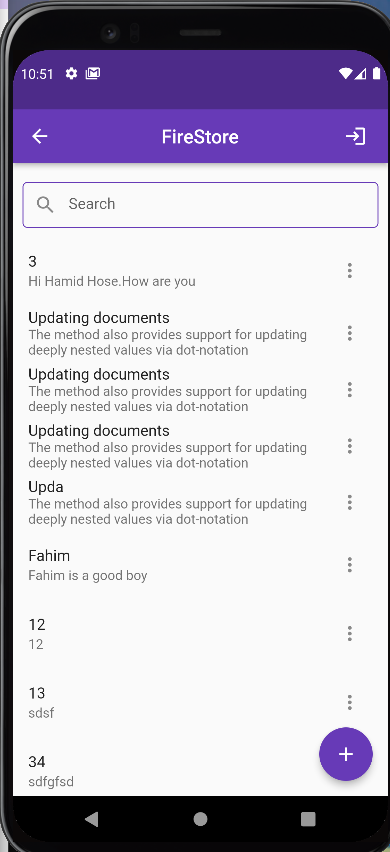 10:51
FireStore
Search
3
Hi Hamid Hose.How are you
Updating documents
The method also provides support for updating
deeply nested values via dot-notation
Updating documents
The method also provides support for updating
deeply nested values via dot-notation
Updating documents
The method also provides support for updating
deeply nested values via dot-notation
Upda
The method also provides support for updating
deeply nested values via dot-notation
Fahim
Fahim is a good boy
12
12
13
sdsf
34
sdfgfsd